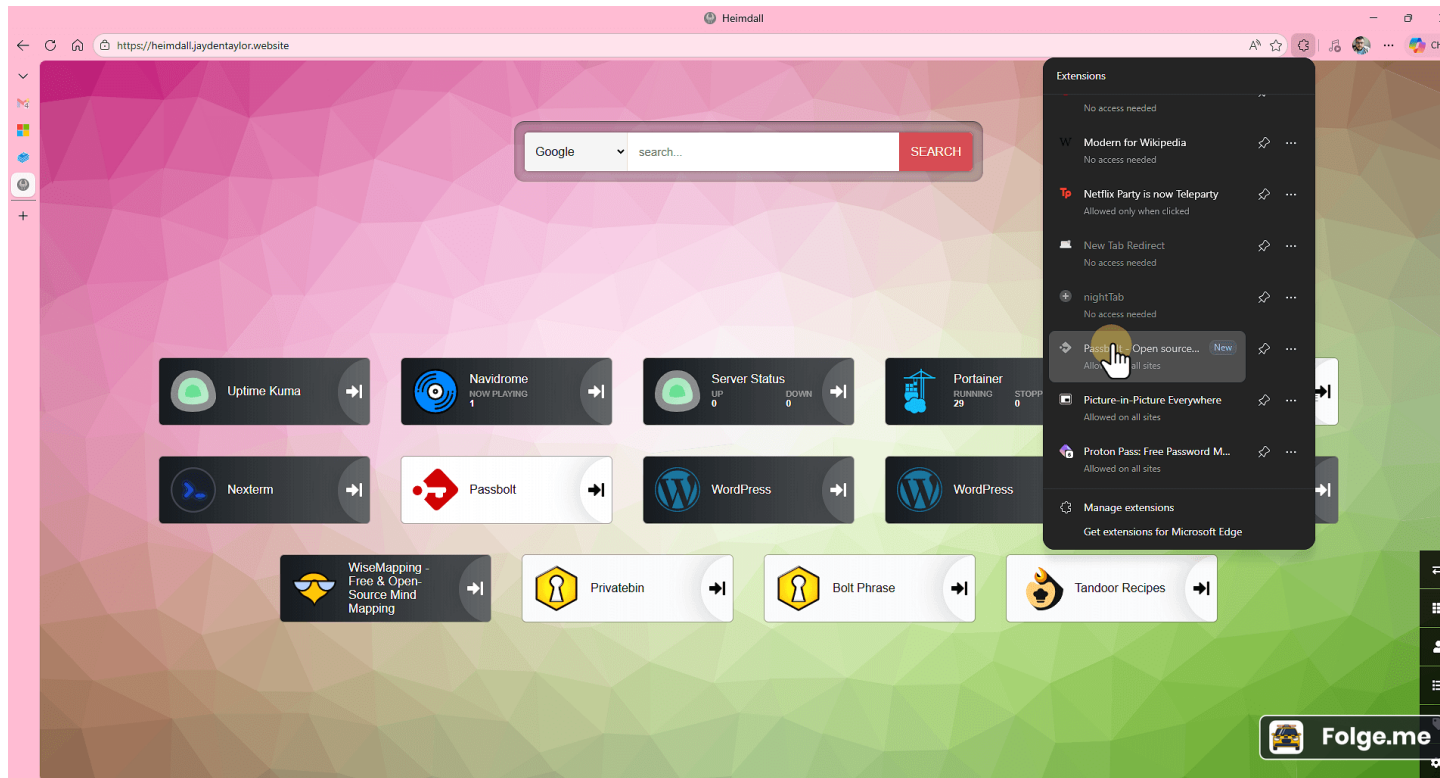 Heimdall
https://heimdall.jaydentaylor.website
Extensions
No access needed
Modern for Wikipedia
No access needed
Netflix Party is now Teleparty
Allowed only when clicked
New Tab Redirect
No access needed
nightTab
No access needed
Open source... New
all sites
Picture-in-Picture Everywhere
Allowed on all sites
Proton Pass: Free Password M...
Allowed on all sites
Manage extensions
Get extensions for Microsoft Edge
Google search... SEARCH
Uptime Kuma
Navidrome
NOW PLAYING
1
Server Status
UP DOWN
0 0
Portainer
RUNNING STOPP
29 0
Nexterm
Passbolt
WordPress
WordPress
WiseMapping -
Free & Open-
Source Mind
Mapping
Privatebin
Bolt Phrase
Tandoor Recipes
Folge.me